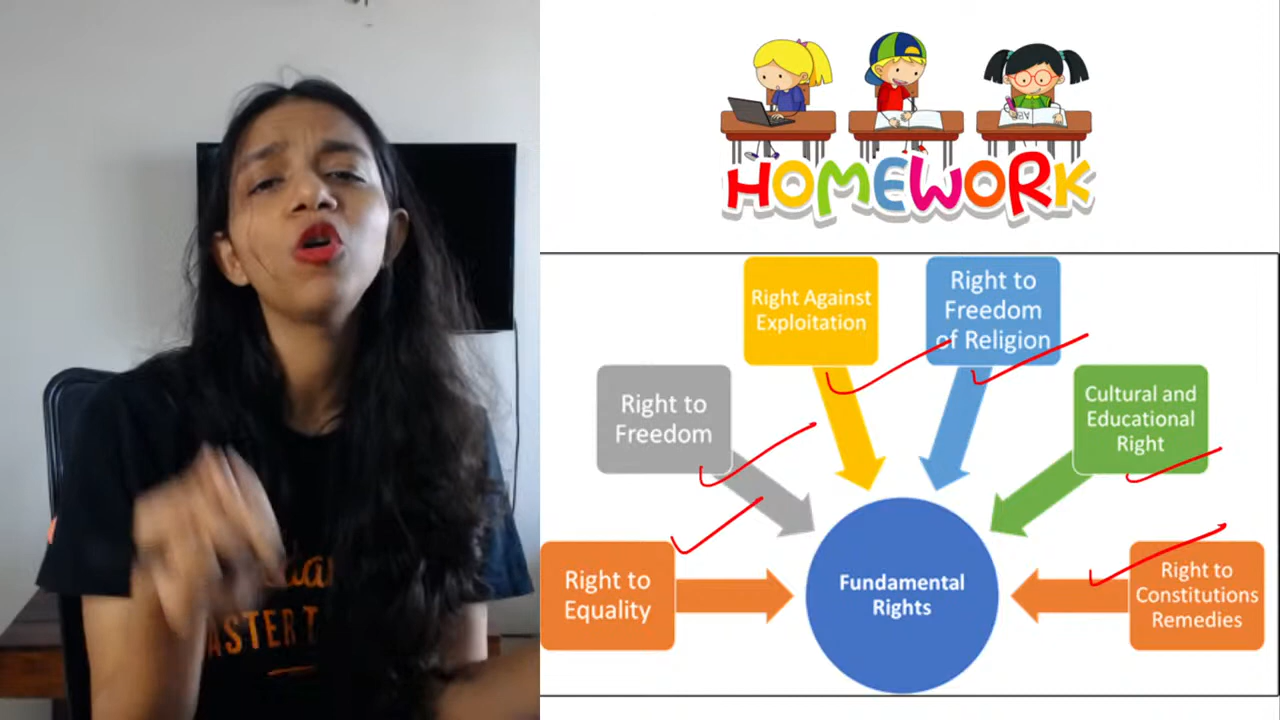 HOMEWORK
Right Against
Exploitation
Right to
Freedom
of Religion
Right to
Freedom
Cultural and
Educational
Right
Right to
Equality
Fundamental
Rights
Right to
Constitutions
Remedies